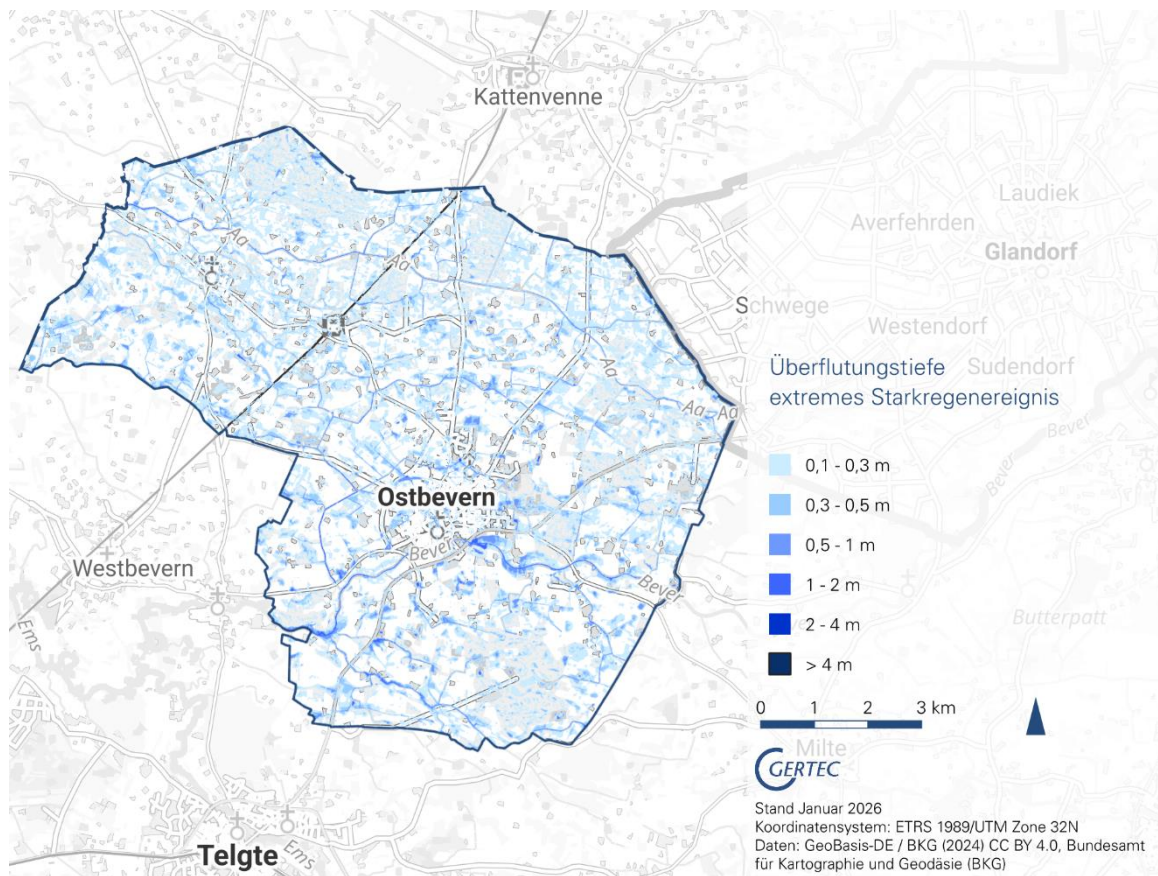 Kattenvenne
Laudiek
Averfehrden
Glandorf
Aa
Aa
Schwege
Westendorf
Sudendorf
Überflutungstiefe
extremes Starkregenereignis
Aa
Aa
Aa
Bever
0,1 - 0,3 m
0,3 - 0,5 m
0,5 - 1 m
1 - 2 m
2 - 4 m
> 4 m
Ostbevern
Bever
Bever
Bever
Westbevern
Ems
Butterpatt
0 1 2 3 km
Milte
GERTEC
Stand Januar 2026
Koordinatensystem: ETRS 1989/UTM Zone 32N
Daten: GeoBasis-DE / BKG (2024) CC BY 4.0, Bundesamt
für Kartographie und Geodäsie (BKG)
Ems
Telgte